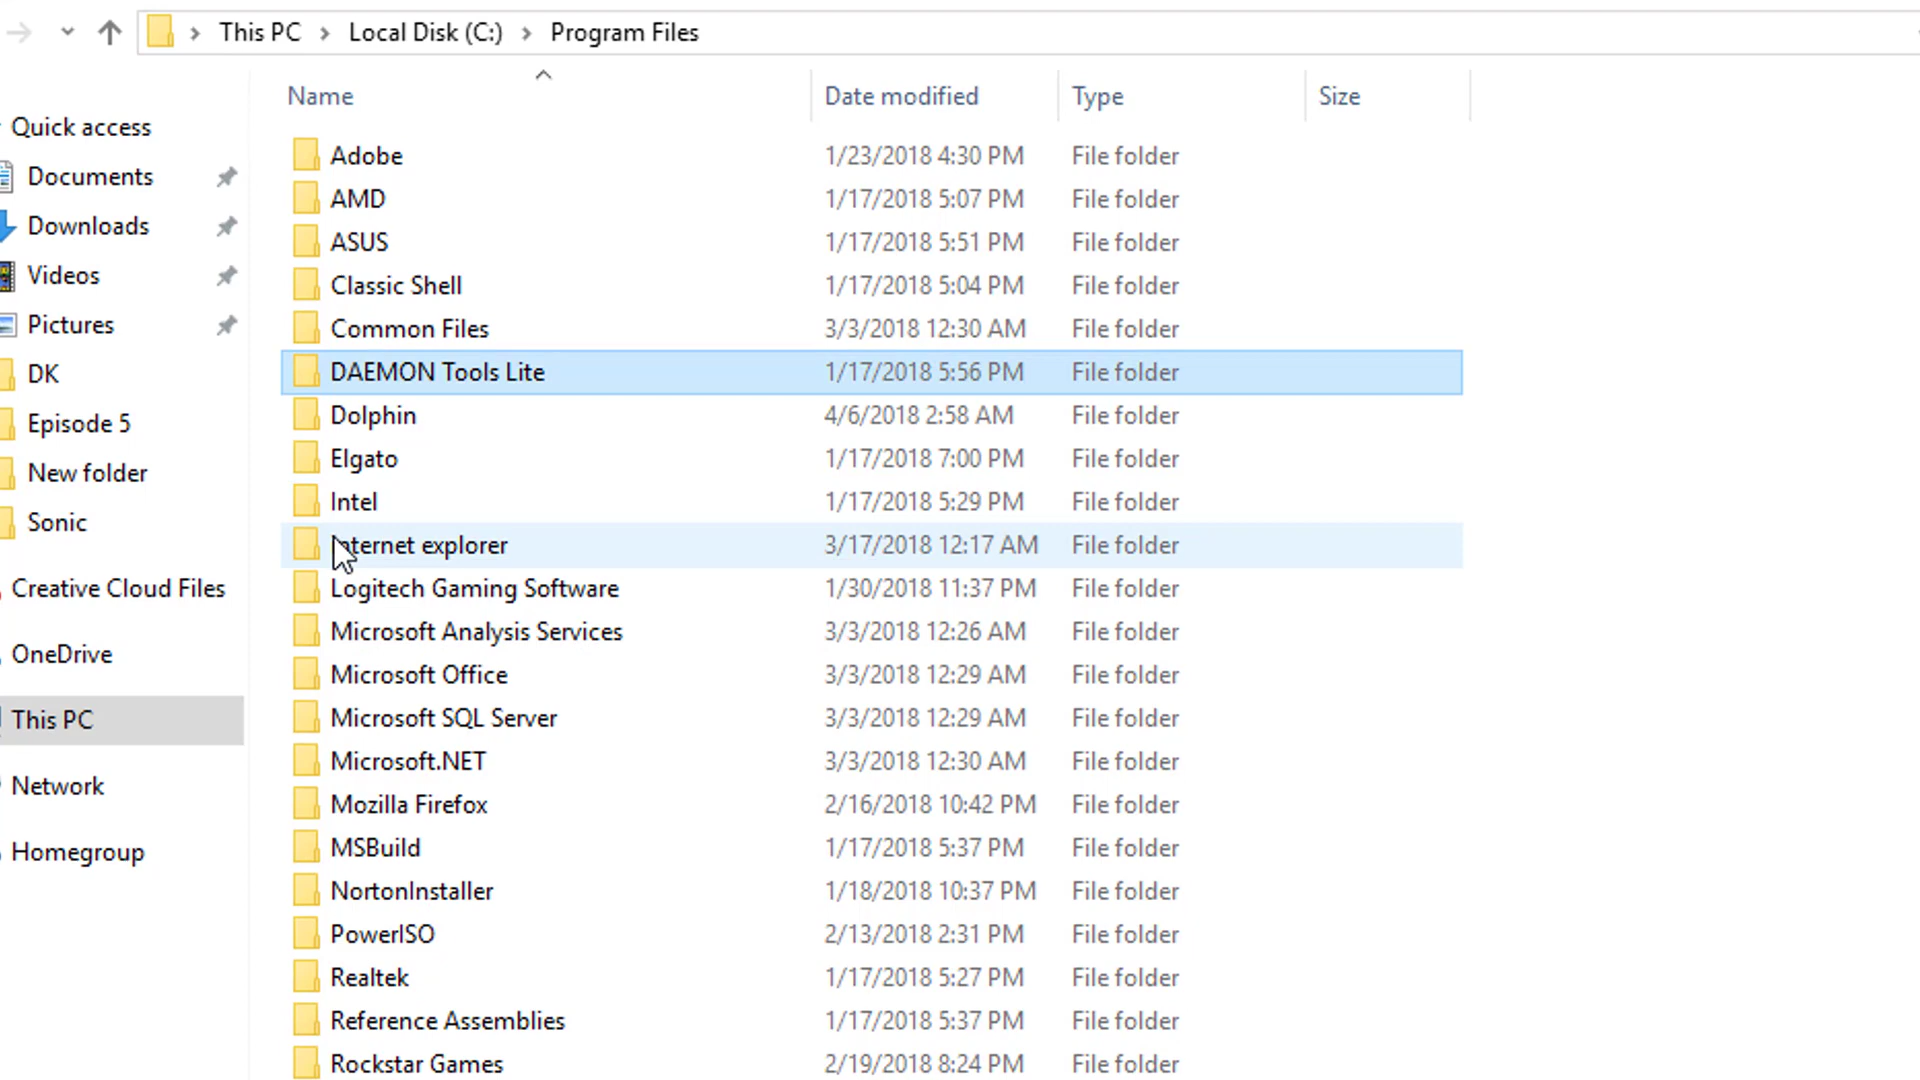 This PC > Local Disk (C:) > Program Files
Name Date modified Type Size
Quick access
Documents
Downloads
Videos
Pictures
DK
Episode 5
New folder
Sonic
Creative Cloud Files
OneDrive
This PC
Network
Homegroup
Adobe 1/23/2018 4:30 PM File folder
AMD 1/17/2018 5:07 PM File folder
ASUS 1/17/2018 5:51 PM File folder
Classic Shell 1/17/2018 5:04 PM File folder
Common Files 3/3/2018 12:30 AM File folder
DAEMON Tools Lite 1/17/2018 5:56 PM File folder
Dolphin 4/6/2018 2:58 AM File folder
Elgato 1/17/2018 7:00 PM File folder
Intel 1/17/2018 5:29 PM File folder
Internet explorer 3/17/2018 12:17 AM File folder
Logitech Gaming Software 1/30/2018 11:37 PM File folder
Microsoft Analysis Services 3/3/2018 12:26 AM File folder
Microsoft Office 3/3/2018 12:29 AM File folder
Microsoft SQL Server 3/3/2018 12:29 AM File folder
Microsoft.NET 3/3/2018 12:30 AM File folder
Mozilla Firefox 2/16/2018 10:42 PM File folder
MSBuild 1/17/2018 5:37 PM File folder
NortonInstaller 1/18/2018 10:37 PM File folder
PowerISO 2/13/2018 2:31 PM File folder
Realtek 1/17/2018 5:27 PM File folder
Reference Assemblies 1/17/2018 5:37 PM File folder
Rockstar Games 2/19/2018 8:24 PM File folder